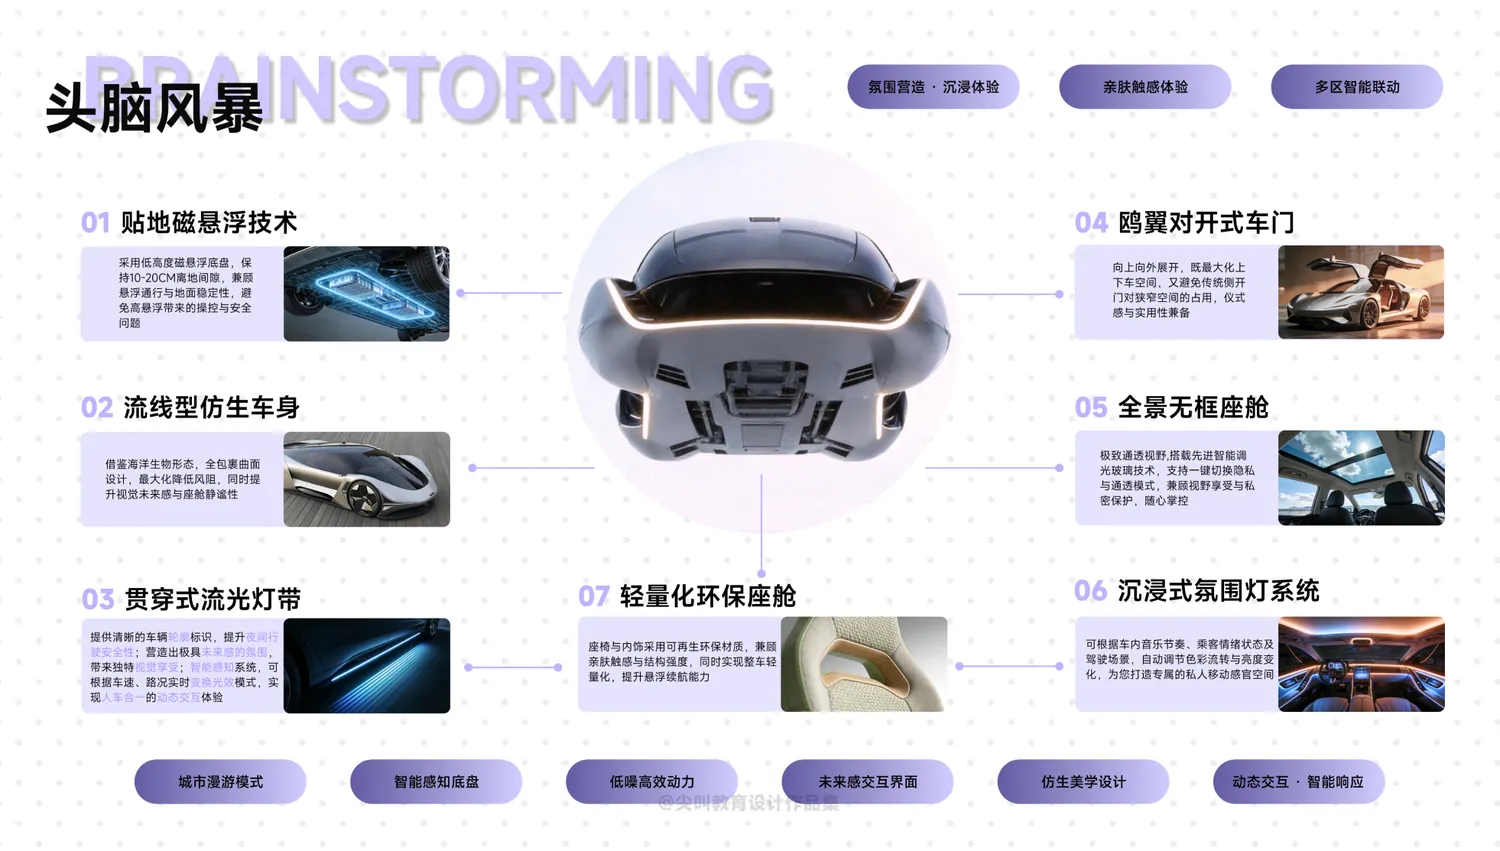 BRAINSTORMING
头脑风暴
氛围营造 · 沉浸体验
亲肤触感体验
多区智能联动
01 贴地磁悬浮技术
采用低高度磁悬浮底盘，保
持10-20CM离地间隙，兼顾
悬浮通行与地面稳定性，避
免高悬浮带来的操控与安全
问题
02 流线型仿生车身
借鉴海洋生物形态，全包裹曲面
设计，最大化降低风阻，同时提
升视觉未来感与座舱静谧性
03 贯穿式流光灯带
提供清晰的车辆轮廓标识，提升夜间行
驶安全性；营造出极具未来感的氛围，
带来独特视觉享受；智能感知系统，可
根据车速、路况实时变换光效模式，实
现人车合一的动态交互体验
07 轻量化环保座舱
座椅与内饰采用可再生环保材质，兼顾
亲肤触感与结构强度，同时实现整车轻
量化，提升悬浮续航能力
04 鸥翼对开式车门
向上向外展开，既最大化上
下车空间，又避免传统侧开
门对狭窄空间的占用，仪式
感与实用性兼备
05 全景无框座舱
极致通透视野,搭载先进智能调
光玻璃技术，支持一键切换隐私
与通透模式，兼顾视野享受与私
密保护，随心掌控
06 沉浸式氛围灯系统
可根据车内音乐节奏、乘客情绪状态及
驾驶场景，自动调节色彩流转与亮度变
化，为您打造专属的私人移动感官空间
城市漫游模式
智能感知底盘
低噪高效动力
未来感交互界面
仿生美学设计
动态交互 · 智能响应
@尖叫教育设计作品集